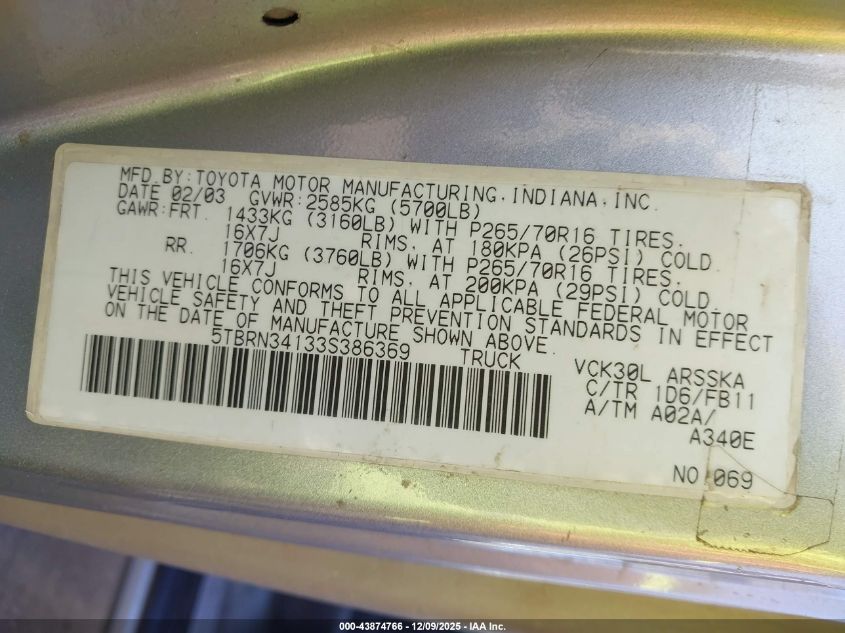 MFD.BY:TOYOTA MOTOR MANUFACTURING,INDIANA,INC.
DATE 02/03 GVWR:2585KG (5700LB)
GAWR:FRT. 1433KG (3160LB) WITH P265/70R16 TIRES.
16X7J RIMS, AT 180KPA (26PSI) COLD
RR. 1706KG (3760LB) WITH P265/70R16 TIRES.
16X7J RIMS, AT 200KPA (29PSI) COLD.
THIS VEHICLE CONFORMS TO ALL APPLICABLE FEDERAL MOTOR
VEHICLE SAFETY AND THEFT PREVENTION STANDARDS IN EFFECT
ON THE DATE OF MANUFACTURE SHOWN ABOVE.
5TBRN34133S386369 TRUCK
VCK30L ARSSKA
C/TR 1D6/FB11
A/TM A02A/
A340E
NO.069
000-43874766 - 12/09/2025 - IAA Inc.